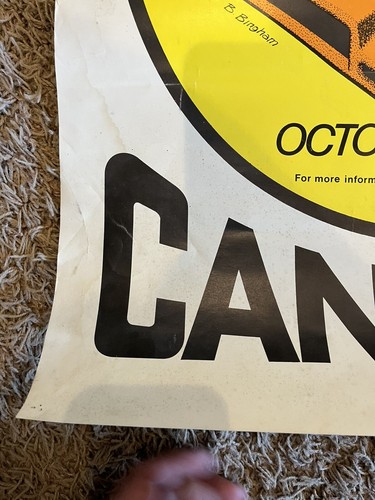 B. Bingham
OCTO
For more inform
CAN